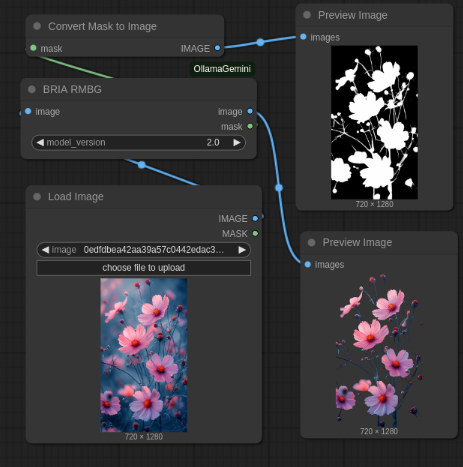 Convert Mask to Image
mask
IMAGE
OllamaGemini
BRIA RMBG
image
image
mask
model_version
2.0
Load Image
IMAGE
MASK
image
0edfdbea42aa39a57c0442edac3...
choose file to upload
720 × 1280
Preview Image
images
720 × 1280
Preview Image
images
720 × 1280